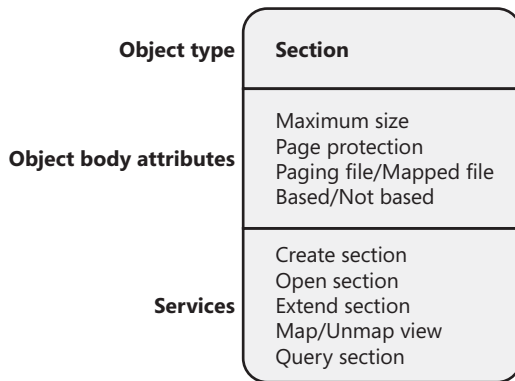 Object type
Section
Object body attributes
Maximum size
Page protection
Paging file/Mapped file
Based/Not based
Services
Create section
Open section
Extend section
Map/Unmap view
Query section